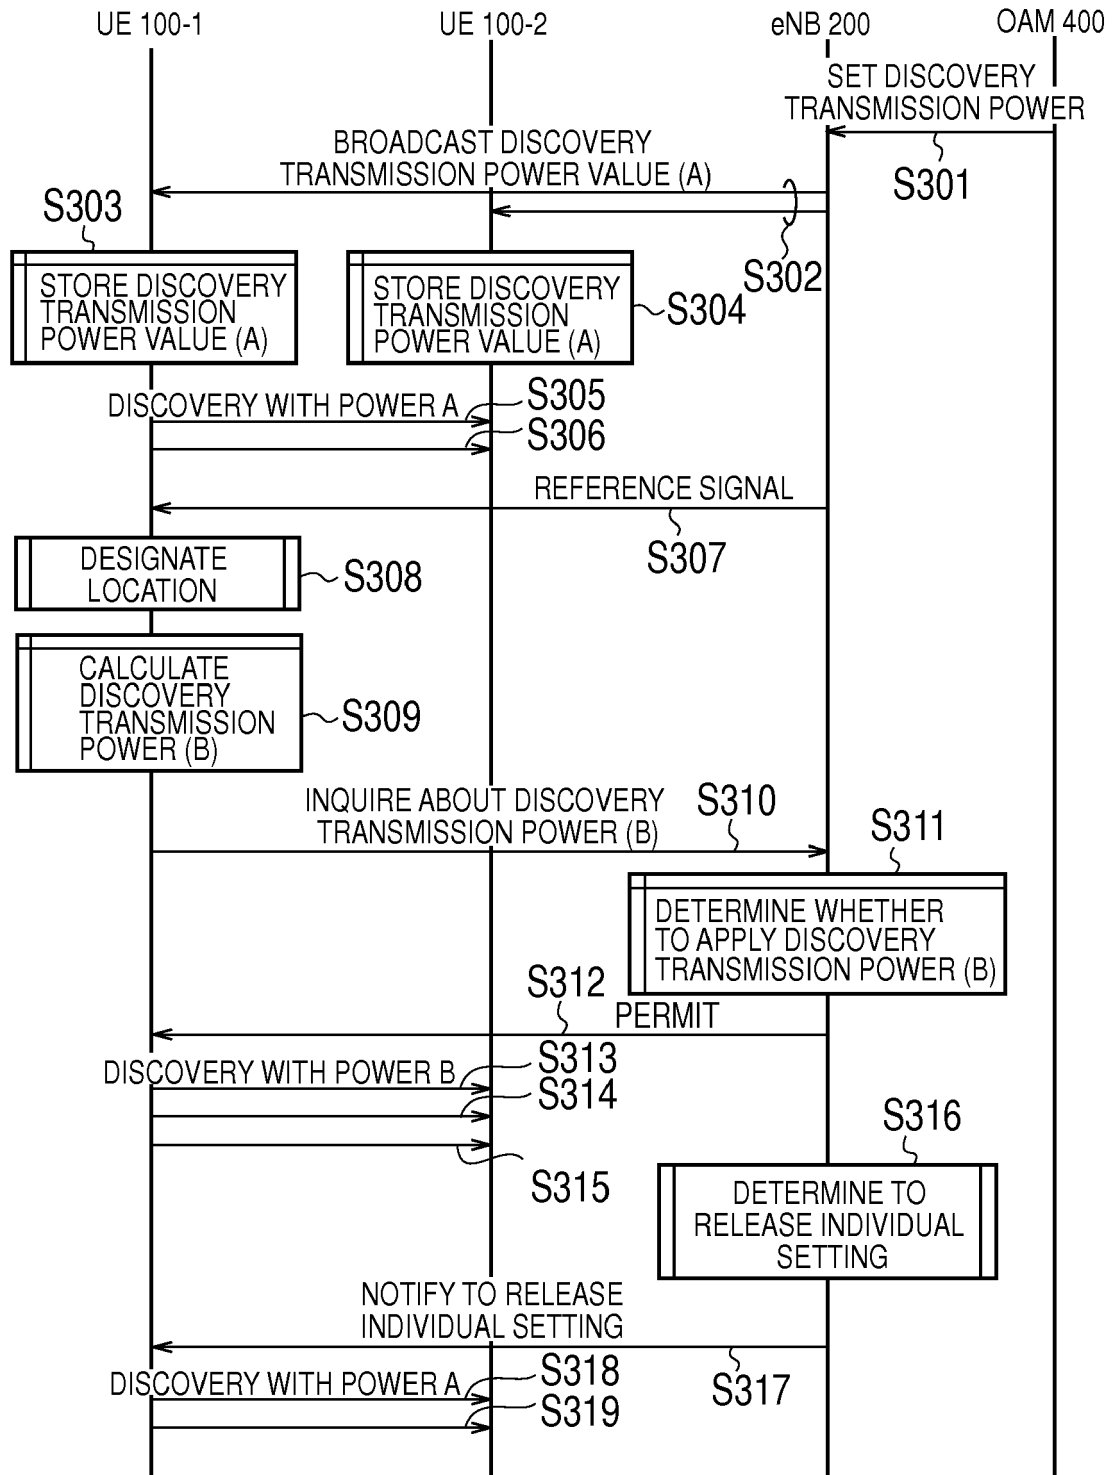 UE 100-1
UE 100-2
eNB 200
OAM 400
SET DISCOVERY
TRANSMISSION POWER
S301
BROADCAST DISCOVERY
TRANSMISSION POWER VALUE (A)
S302
S303
STORE DISCOVERY
TRANSMISSION
POWER VALUE (A)
STORE DISCOVERY
TRANSMISSION
POWER VALUE (A)
S304
DISCOVERY WITH POWER A
S305
S306
REFERENCE SIGNAL
S307
DESIGNATE
LOCATION
S308
CALCULATE
DISCOVERY
TRANSMISSION
POWER (B)
S309
INQUIRE ABOUT DISCOVERY
TRANSMISSION POWER (B)
S310
S311
DETERMINE WHETHER
TO APPLY DISCOVERY
TRANSMISSION POWER (B)
S312
PERMIT
DISCOVERY WITH POWER B
S313
S314
S315
S316
DETERMINE TO
RELEASE INDIVIDUAL
SETTING
NOTIFY TO RELEASE
INDIVIDUAL SETTING
S317
DISCOVERY WITH POWER A
S318
S319